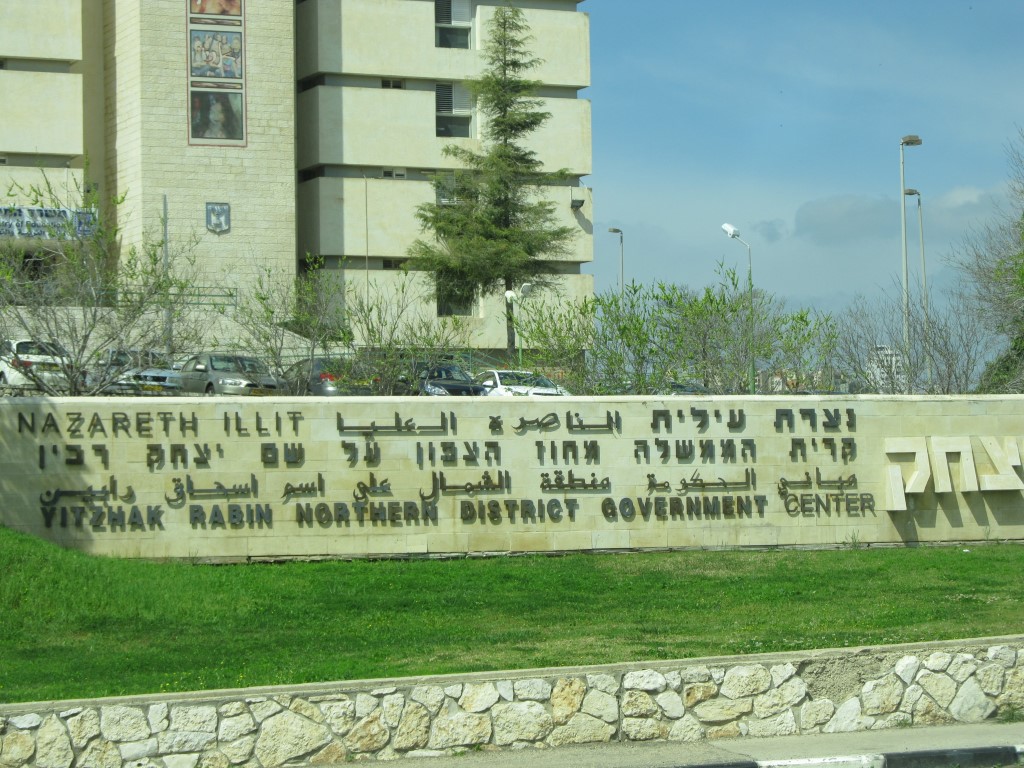 NAZARETH ILLIT الناصرة العليا נצרת עילית
קרית הממשלה מחוז הצפון על שם יצחק רבין
مباني الحكومة منطقة الشمال على اسم اسحاق رابين
YITZHAK RABIN NORTHERN DISTRICT GOVERNMENT CENTER
יצחק